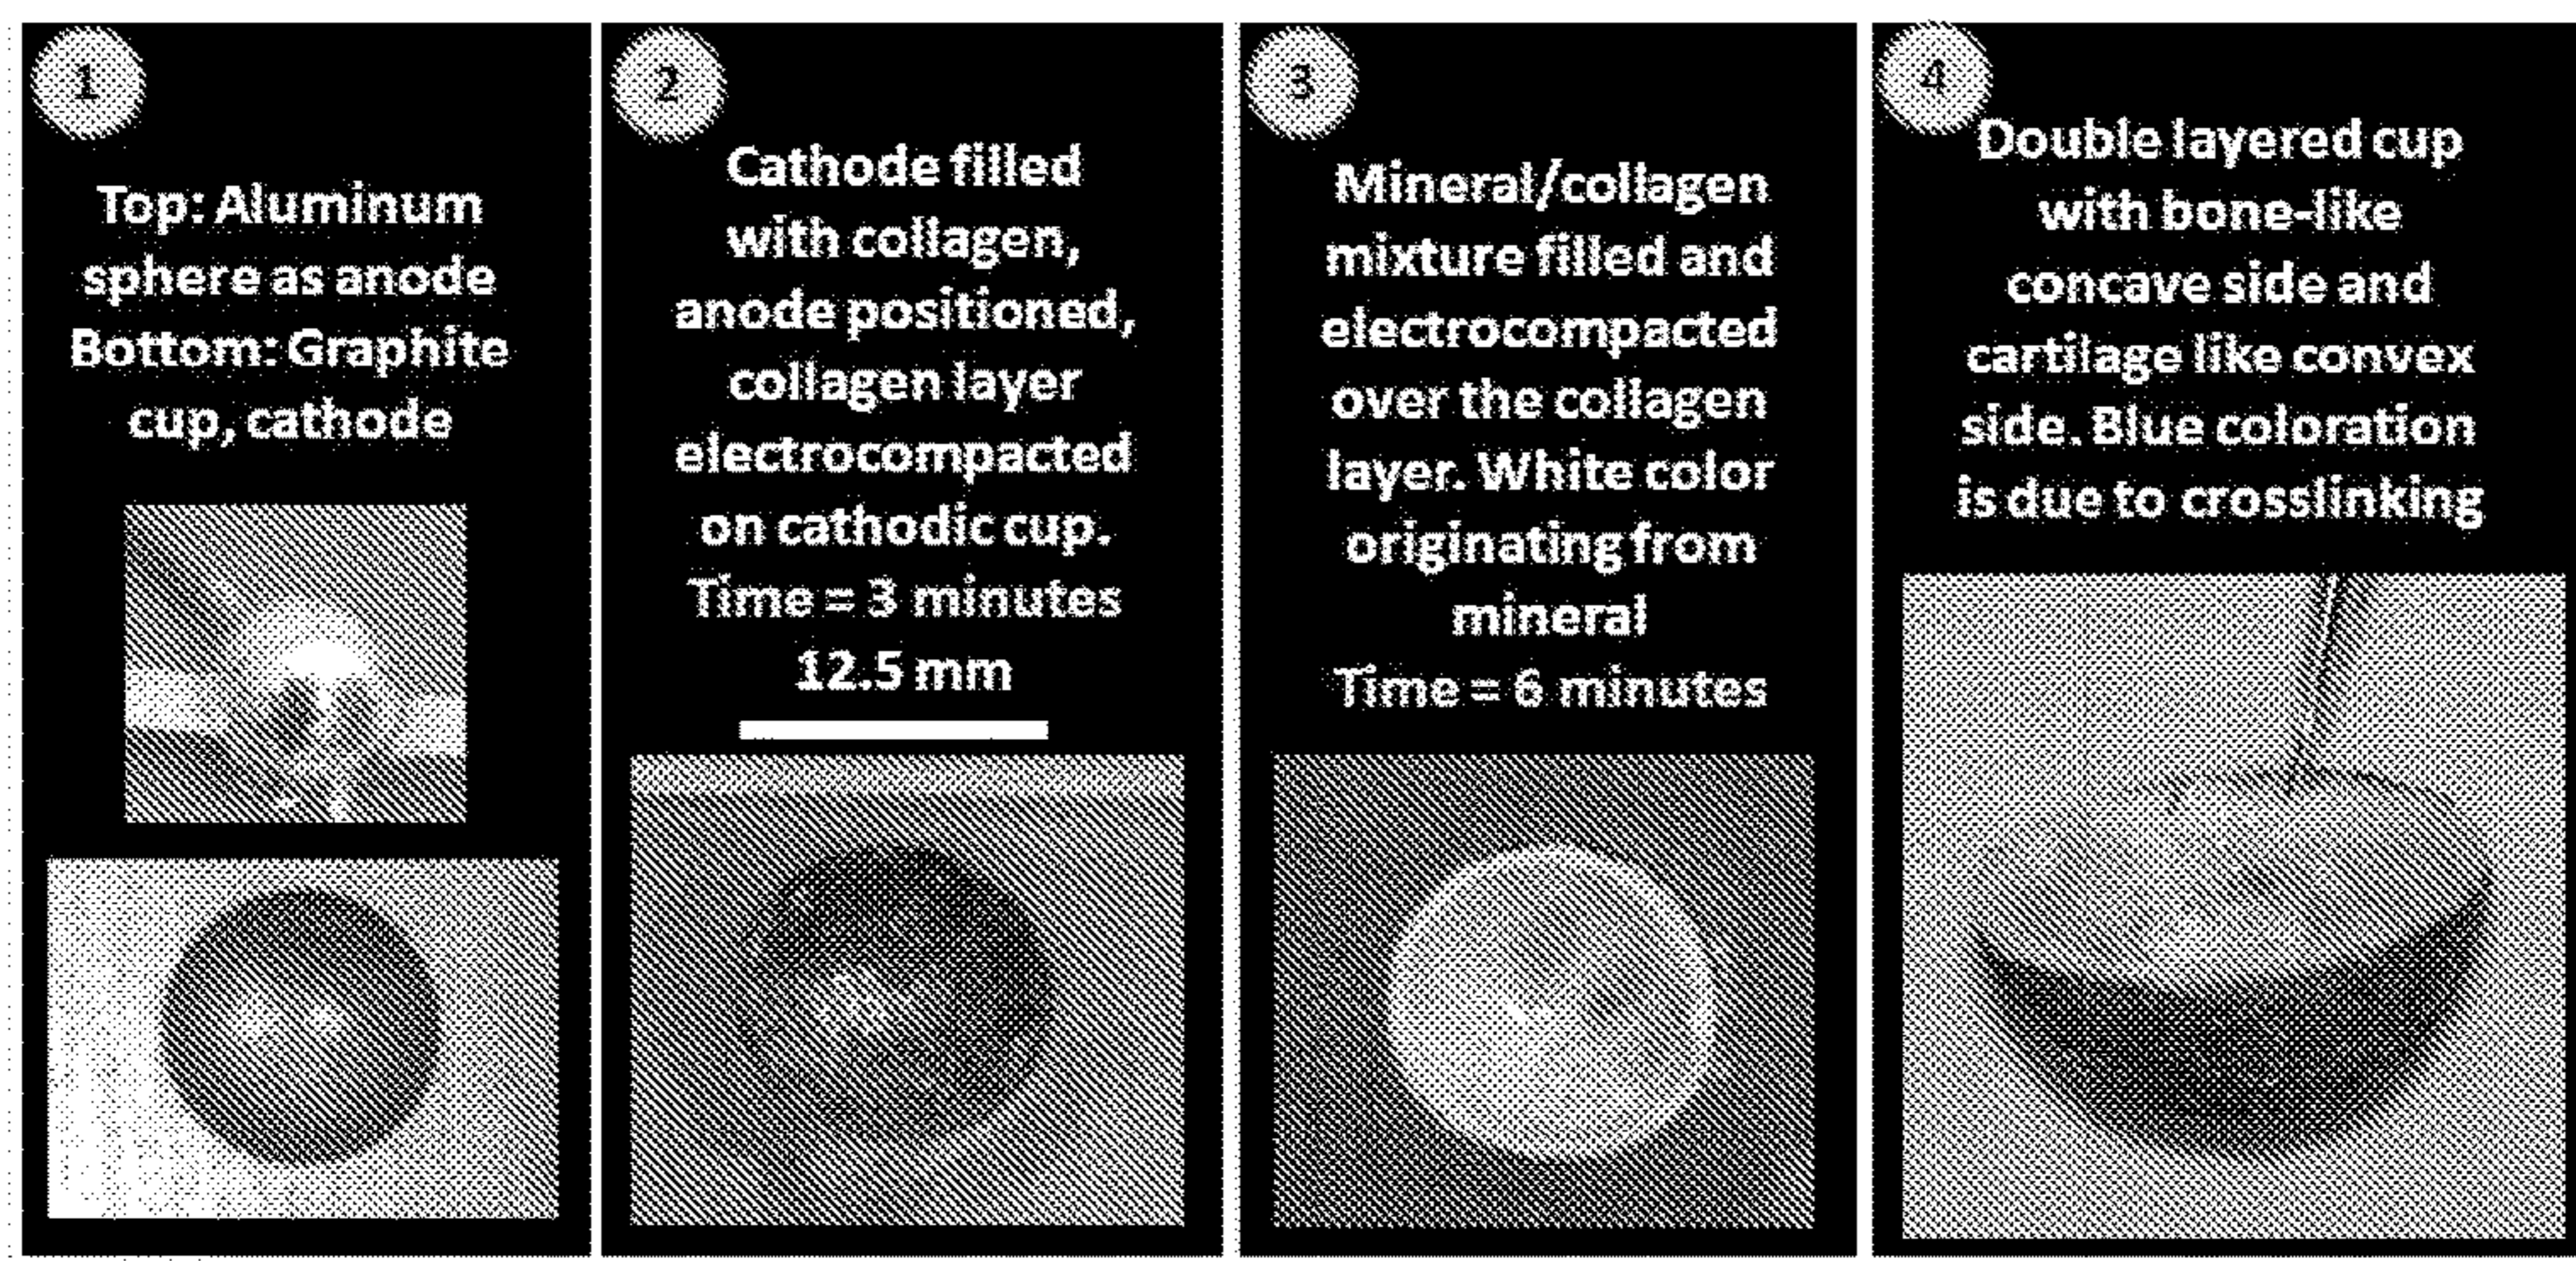 1
Top: Aluminum
sphere as anode
Bottom: Graphite
cup, cathode
2
Cathode filled
with collagen,
anode positioned,
collagen layer
electrocompacted
on cathodic cup.
Time = 3 minutes
12.5 mm
3
Mineral/collagen
mixture filled and
electrocompacted
over the collagen
layer. White color
originating from
mineral
Time = 6 minutes
4
Double layered cup
with bone-like
concave side and
cartilage like convex
side. Blue coloration
is due to crosslinking